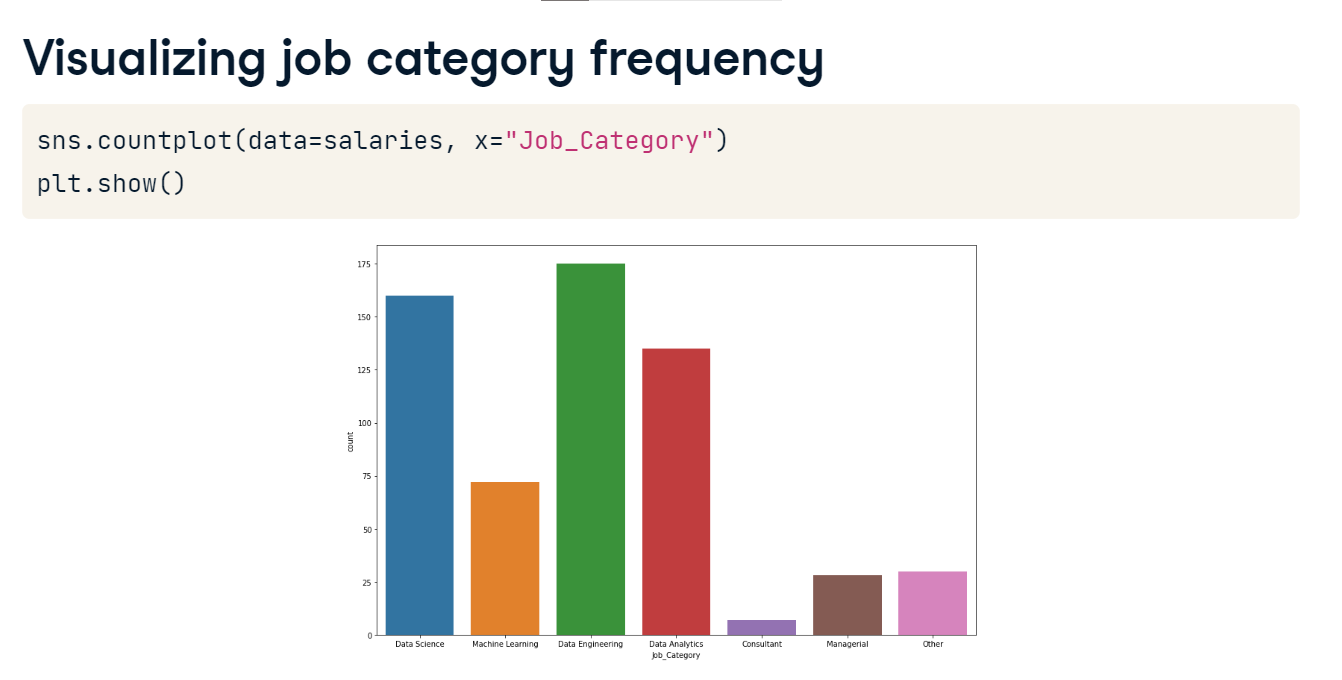 Visualizing job category frequency
sns.countplot(data=salaries, x="Job_Category")
plt.show()
175
150
125
100
75
50
25
0
count
Data Science Machine Learning Data Engineering Data Analytics Consultant Managerial Other
Job_Category